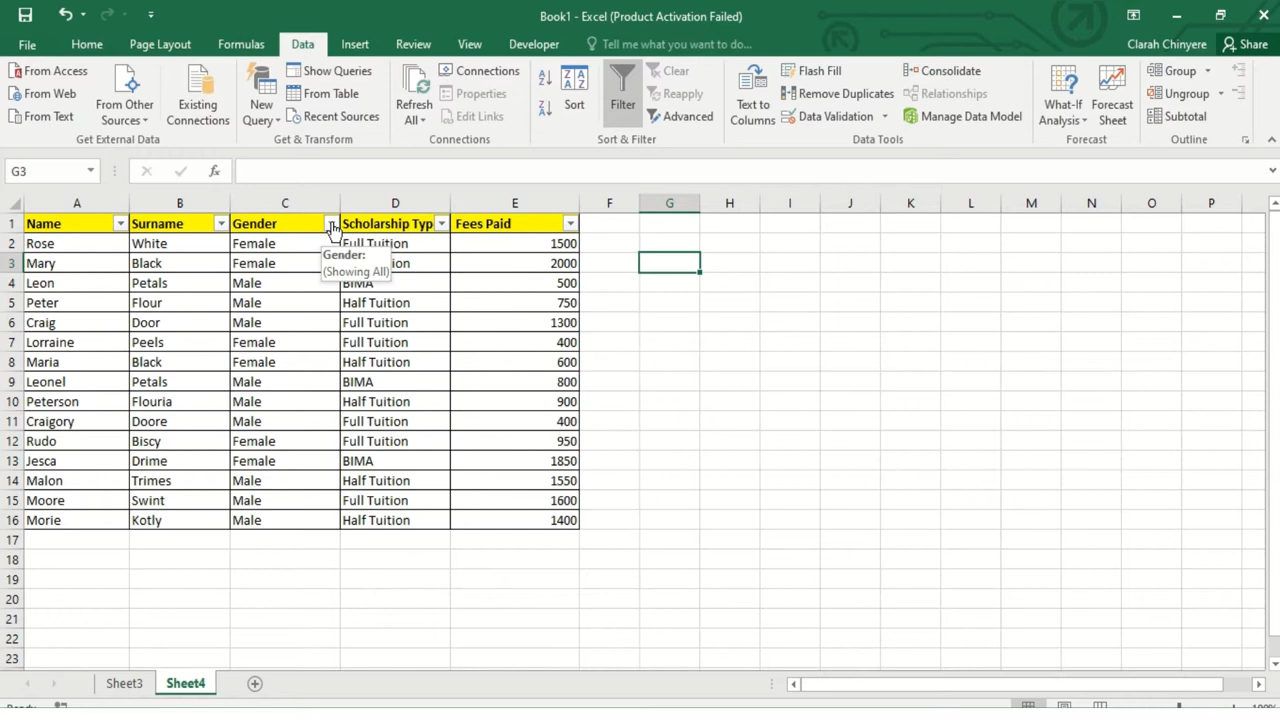 Book1 - Excel (Product Activation Failed)
File Home Page Layout Formulas Data Insert Review View Developer Tell me what you want to do... Clarah Chinyere Share
From Access
From Web
From Text
From Other Sources
Existing Connections
Get External Data
New Query
Show Queries
From Table
Recent Sources
Get & Transform
Refresh All
Connections
Properties
Edit Links
Connections
Sort
Filter
Clear
Reapply
Advanced
Sort & Filter
Text to Columns
Flash Fill
Remove Duplicates
Data Validation
Consolidate
Relationships
Manage Data Model
Data Tools
What-If Analysis
Forecast Sheet
Forecast
Group
Ungroup
Subtotal
Outline
G3 fx
A B C D E F G H I J K L M N O P
1 Name Surname Gender Scholarship Typ Fees Paid
2 Rose White Female Full Tuition 1500
3 Mary Black Female 2000
4 Leon Petals Male BIMA 500
5 Peter Flour Male Half Tuition 750
6 Craig Door Male Full Tuition 1300
7 Lorraine Peels Female Full Tuition 400
8 Maria Black Female Half Tuition 600
9 Leonel Petals Male BIMA 800
10 Peterson Flouria Male Half Tuition 900
11 Craigory Doore Male Full Tuition 400
12 Rudo Biscy Female Full Tuition 950
13 Jesca Drime Female BIMA 1850
14 Malon Trimes Male Half Tuition 1550
15 Moore Swint Male Full Tuition 1600
16 Morie Kotly Male Half Tuition 1400
17
18
19
20
21
22
23
Gender:
(Showing All)
Sheet3 Sheet4